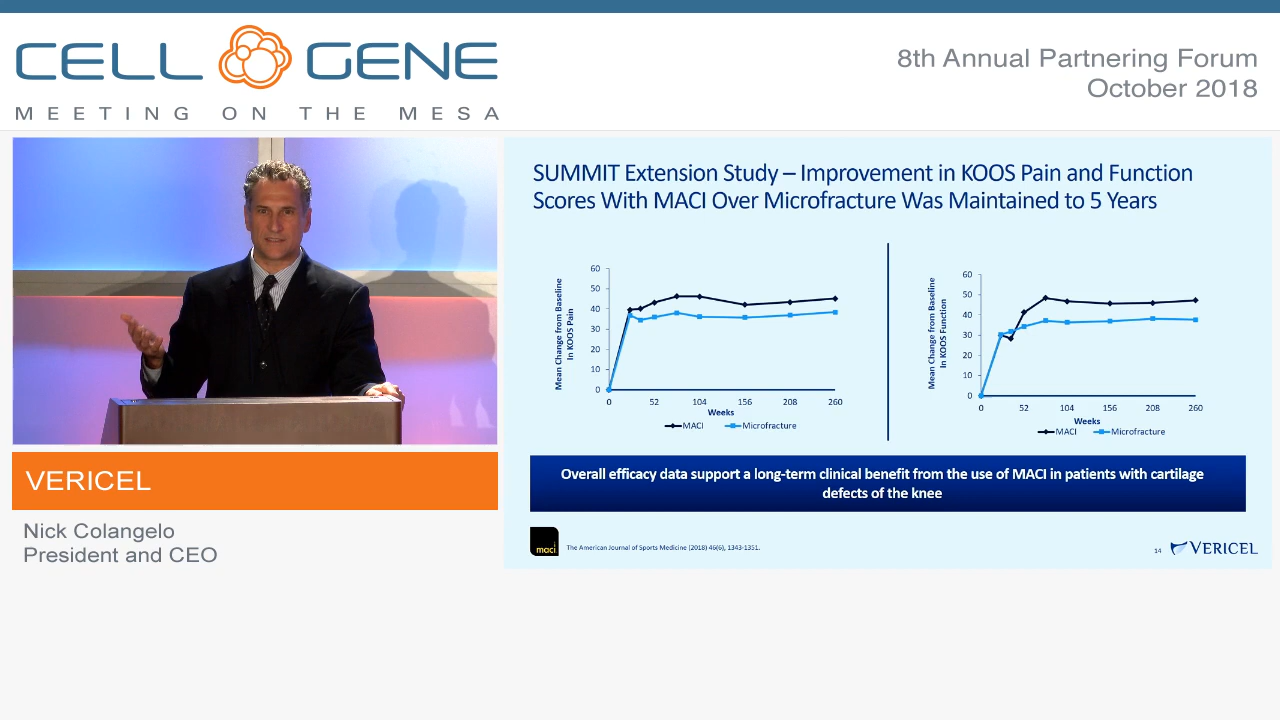 CELL GENE
MEETING ON THE MESA
8th Annual Partnering Forum
October 2018
VERICEL
Nick Colangelo
President and CEO
SUMMIT Extension Study – Improvement in KOOS Pain and Function
Scores With MACI Over Microfracture Was Maintained to 5 Years
Mean Change from Baseline
In KOOS Pain
60
50
40
30
20
10
0
0 52 104 156 208 260
Weeks
MACI Microfracture
Mean Change from Baseline
In KOOS Function
60
50
40
30
20
10
0
0 52 104 156 208 260
Weeks
MACI Microfracture
Overall efficacy data support a long-term clinical benefit from the use of MACI in patients with cartilage
defects of the knee
maci
The American Journal of Sports Medicine (2018) 46(6), 1343-1351.
14
VERICEL